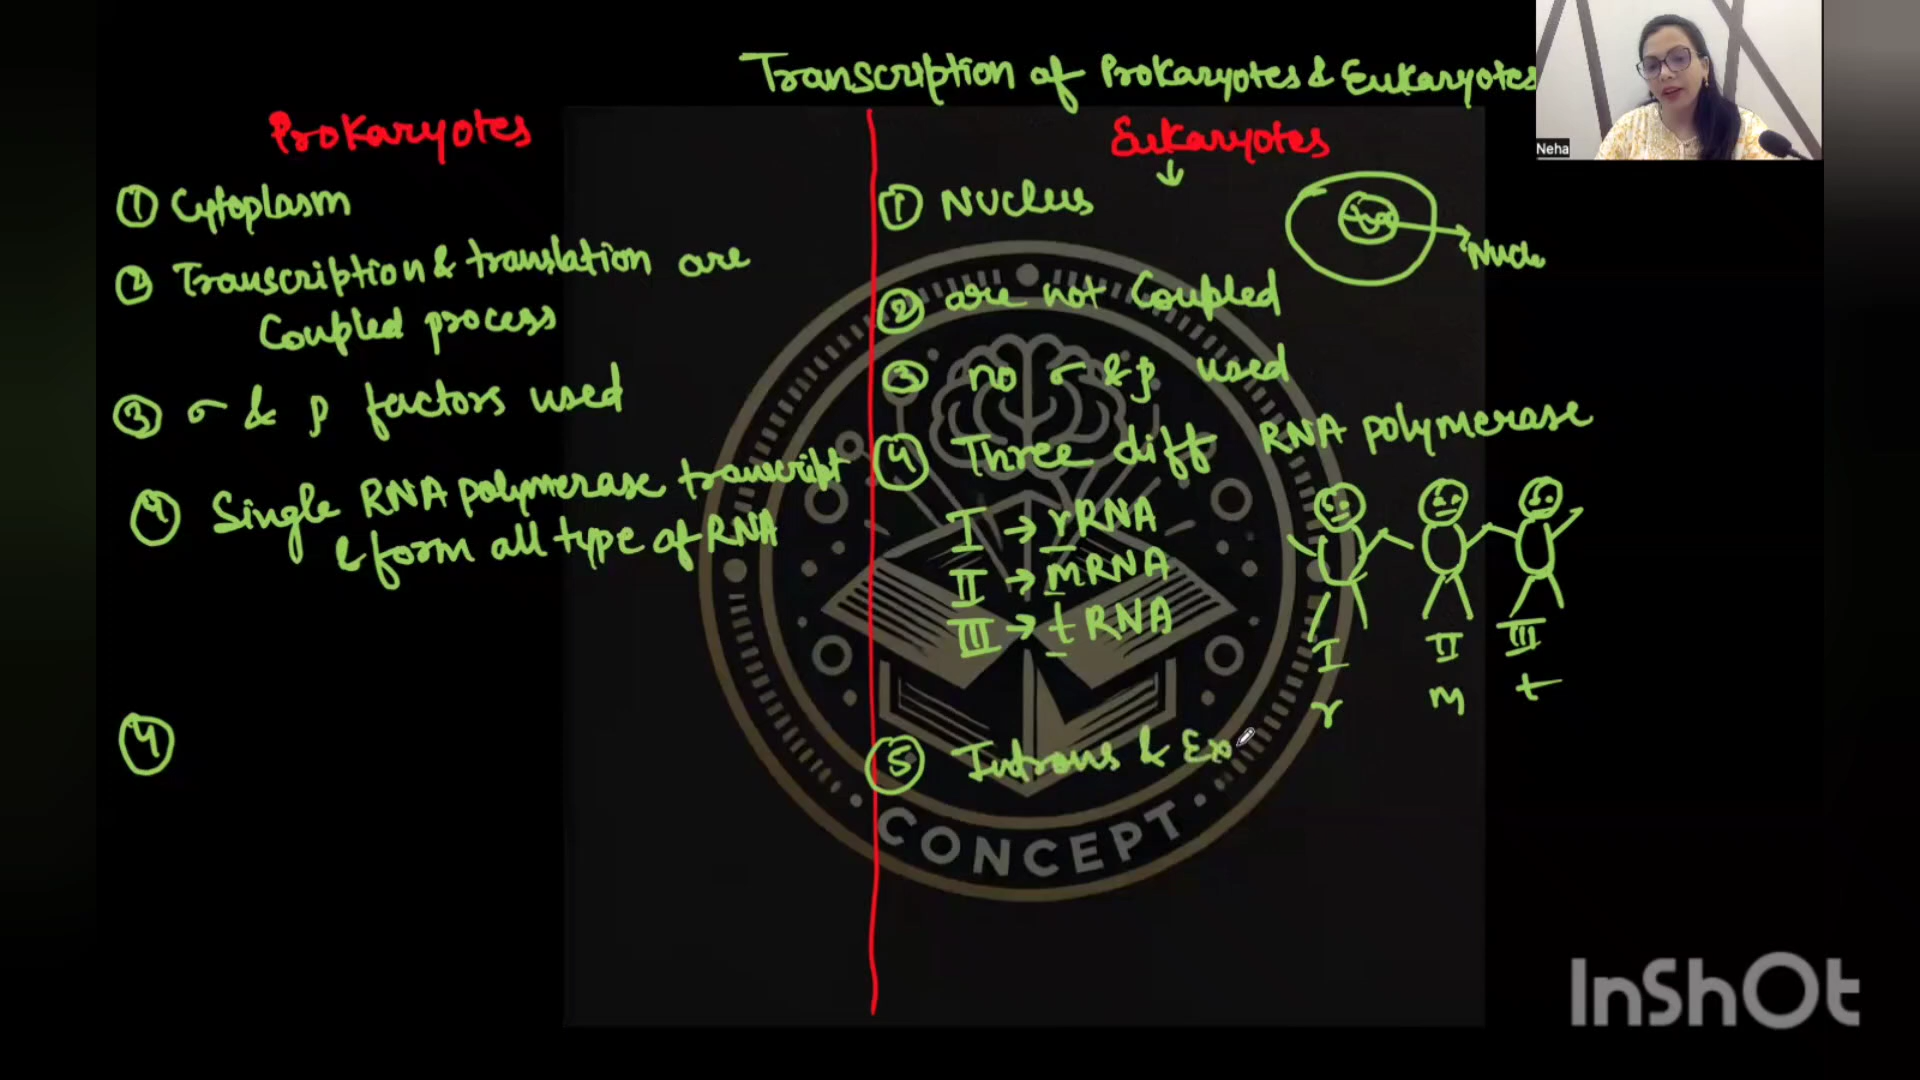 Transcription of Prokaryotes & Eukaryotes
Neha
Prokaryotes
① Cytoplasm
② Transcription & translation are
Coupled process
③ σ & ρ factors used
④ Single RNA polymerase transcript
& form all type of RNA
④
Eukaryotes
↓
① Nucleus
Nucle
② are not Coupled
③ no σ & ρ used
④ Three diff RNA polymerase
I → rRNA
II → mRNA
III → tRNA
I II III
r m t
⑤ Introns & Exo
CONCEPT
InShOt